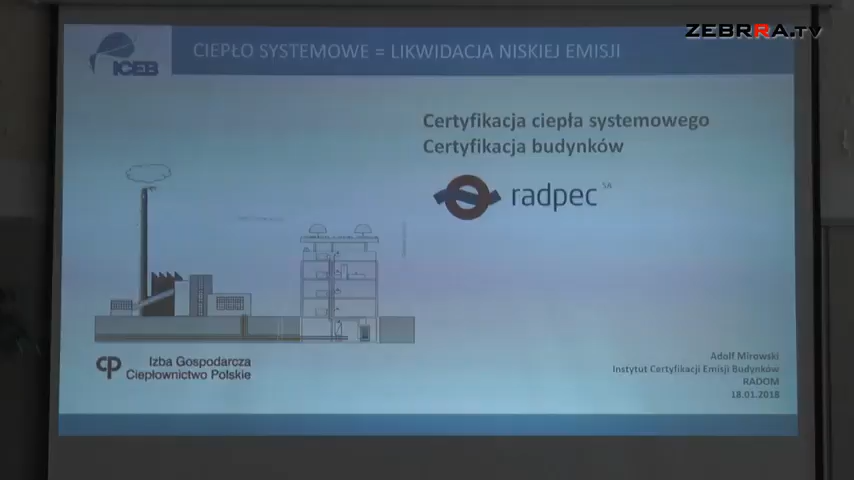 ZEBRRA.TV
ICEB
CIEPŁO SYSTEMOWE = LIKWIDACJA NISKIEJ EMISJI
Certyfikacja ciepła systemowego
Certyfikacja budynków
radpec SA
CP
Izba Gospodarcza
Ciepłownictwo Polskie
Adolf Mirowski
Instytut Certyfikacji Emisji Budynków
RADOM
18.01.2018